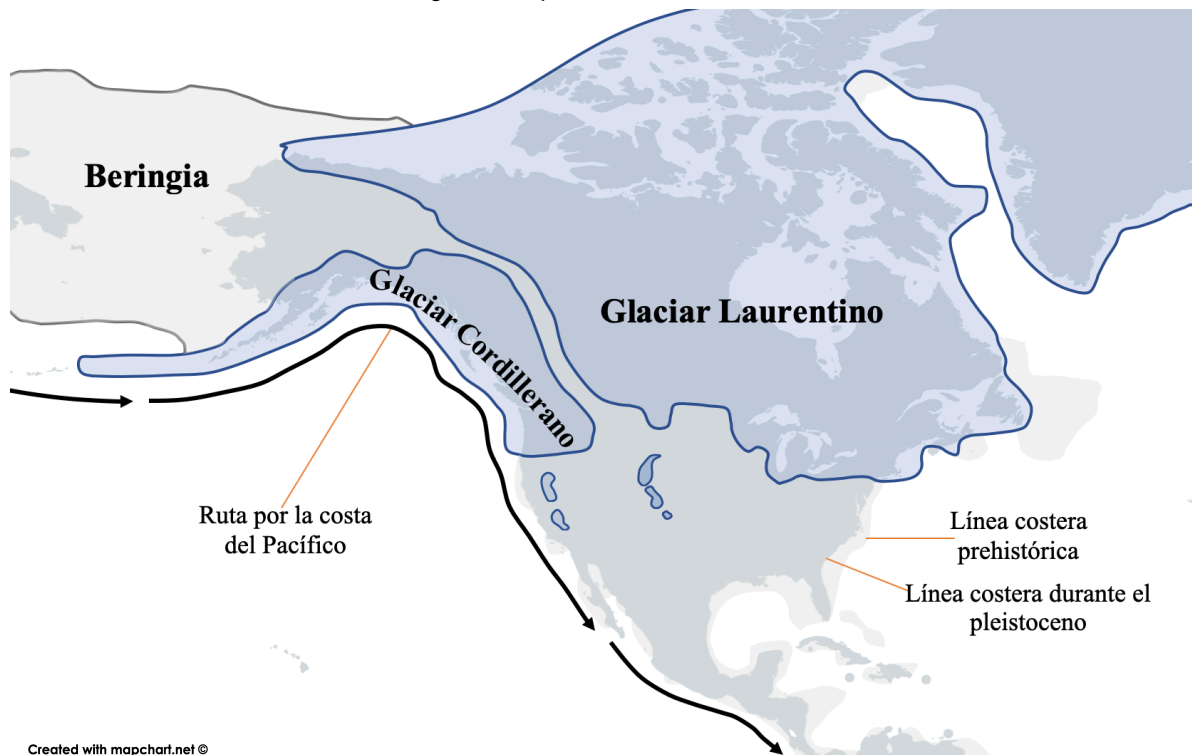 Beringia
Glaciar Cordillerano
Glaciar Laurentino
Ruta por la costa
del Pacífico
Línea costera
prehistórica
Línea costera durante el
pleistoceno
Created with mapchart.net ©